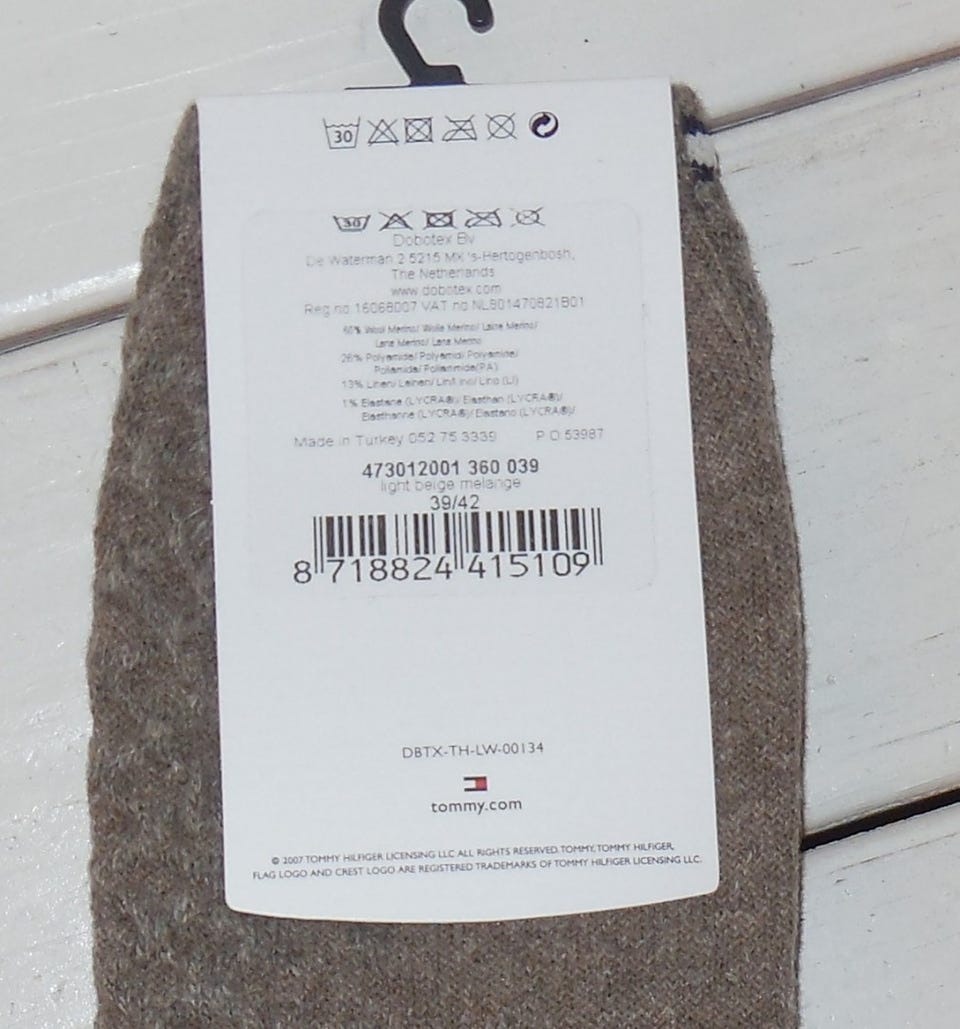 30
30
Dobotex Bv
De Waterman 2 5215 MX 's-Hertogenbosh,
The Netherlands
www dobotex com
Reg no 16068007 VAT no NL801470821B01
60% Wool Merino/ Wolle Merino/ Laine Merino/
Lana Merino/ Lana Merino
26% Polyamide/ Polyamid/ Polyamide/
Poliamida/ Poliammide(PA)
13% Linen/ Leinen/ Lin/Lino/ Lino (LI)
1% Elastane (LYCRA®)/ Elasthan (LYCRA®)/
Elasthanne (LYCRA®)/ Elastano (LYCRA®)/
Made in Turkey 052 75 3339 P O 53987
473012001 360 039
light beige melange
39/42
8 718824 415109
DBTX-TH-LW-00134
tommy.com
© 2007 TOMMY HILFIGER LICENSING LLC ALL RIGHTS RESERVED. TOMMY, TOMMY HILFIGER,
FLAG LOGO AND CREST LOGO ARE REGISTERED TRADEMARKS OF TOMMY HILFIGER LICENSING LLC.